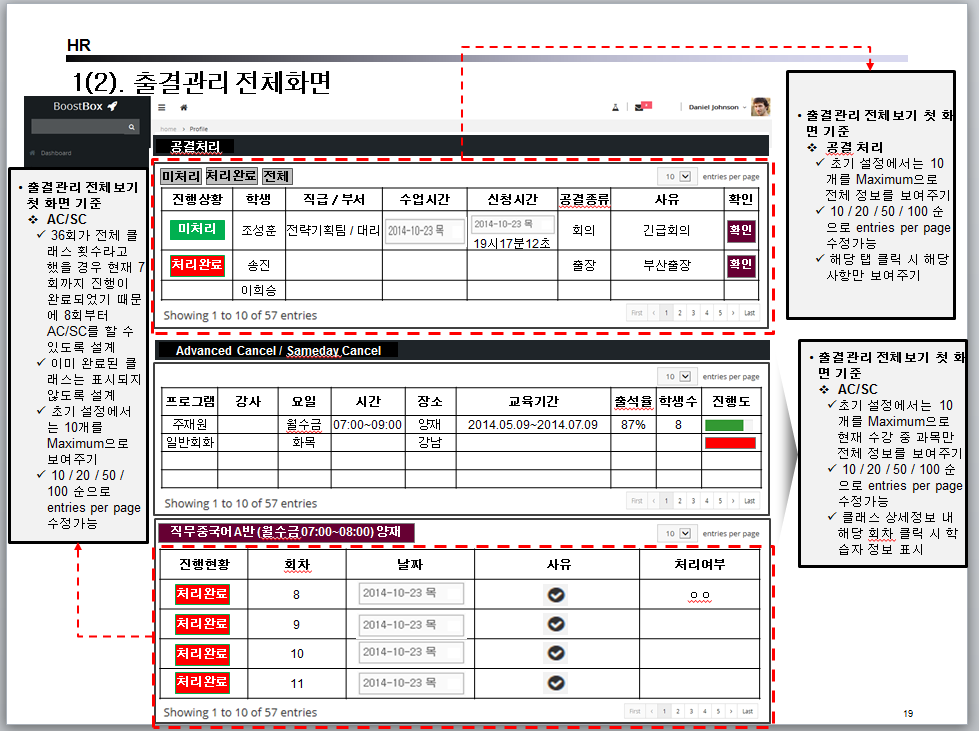 HR
1(2). 출결관리 전체화면
BoostBox
Daniel Johnson
Dashboard
home > Profile
공결처리
미처리 처리완료 전체
10 entries per page
진행상황 학생 직급 / 부서 수업시간 신청시간 공결종류 사유 확인
미처리 조성훈 전략기획팀 / 대리 2014-10-23 목 2014-10-23 목 회의 긴급회의 확인
19시17분12초
처리완료 송진 출장 부산출장 확인
이희승
Showing 1 to 10 of 57 entries
First < 1 2 3 4 5 > Last
Advanced Cancel / Sameday Cancel
10 entries per page
프로그램 강사 요일 시간 장소 교육기간 출석율 학생수 진행도
주재원 월수금 07:00~09:00 양재 2014.05.09~2014.07.09 87% 8
일반회화 화목 강남
Showing 1 to 10 of 57 entries
First < 1 2 3 4 5 > Last
직무중국어 A반 (월수금 07:00~08:00) 양재
10 entries per page
진행현황 회차 날짜 사유 처리여부
처리완료 8 2014-10-23 목 ㅇㅇ
처리완료 9 2014-10-23 목
처리완료 10 2014-10-23 목
처리완료 11 2014-10-23 목
Showing 1 to 10 of 57 entries
First < 1 2 3 4 5 > Last
• 출결관리 전체보기
첫 화면 기준
❖ AC/SC
✓ 36회가 전체 클
래스 횟수라고
했을 경우 현재 7
회까지 진행이
완료되었기 때문
에 8회부터
AC/SC를 할 수
있도록 설계
✓ 이미 완료된 클
래스는 표시되지
않도록 설계
✓ 초기 설정에서
는 10개를
Maximum으로
보여주기
✓ 10 / 20 / 50 /
100 순으로
entries per page
수정가능
• 출결관리 전체보기 첫 화
면 기준
❖ 공결 처리
✓ 초기 설정에서는 10
개를 Maximum으로
전체 정보를 보여주기
✓ 10 / 20 / 50 / 100 순
으로 entries per page
수정가능
✓ 해당 탭 클릭 시 해당
사항만 보여주기
• 출결관리 전체보기 첫 화
면 기준
❖ AC/SC
✓초기 설정에서는 10
개를 Maximum으로
현재 수강 중 과목만
전체 정보를 보여주기
✓ 10 / 20 / 50 / 100 순
으로 entries per page
수정가능
✓ 클래스 상세정보 내
해당 회차 클릭 시 학
습자 정보 표시
19